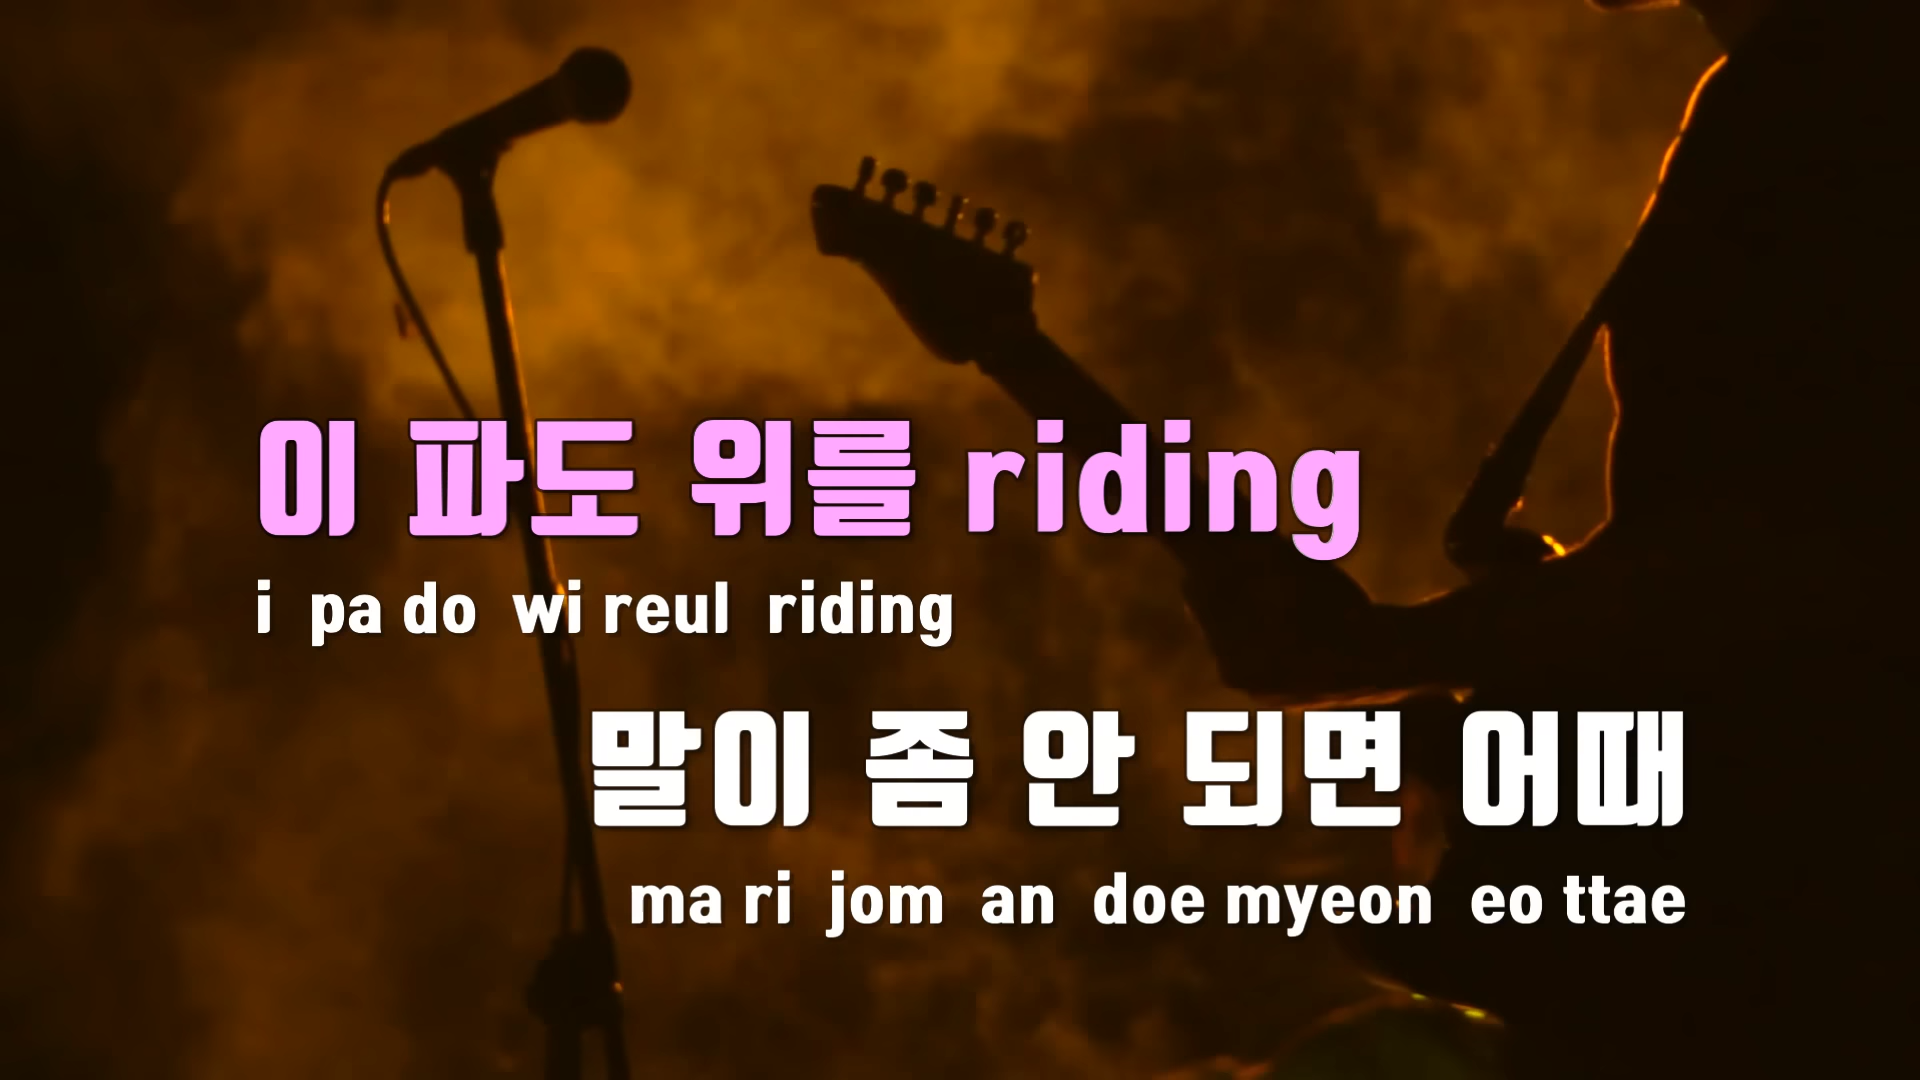 이 파도 위를 riding
i pa do wi reul riding
말이 좀 안 되면 어때
ma ri jom an doe myeon eo ttae